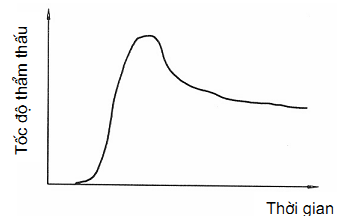 Tốc độ thẩm thấu
Thời gian